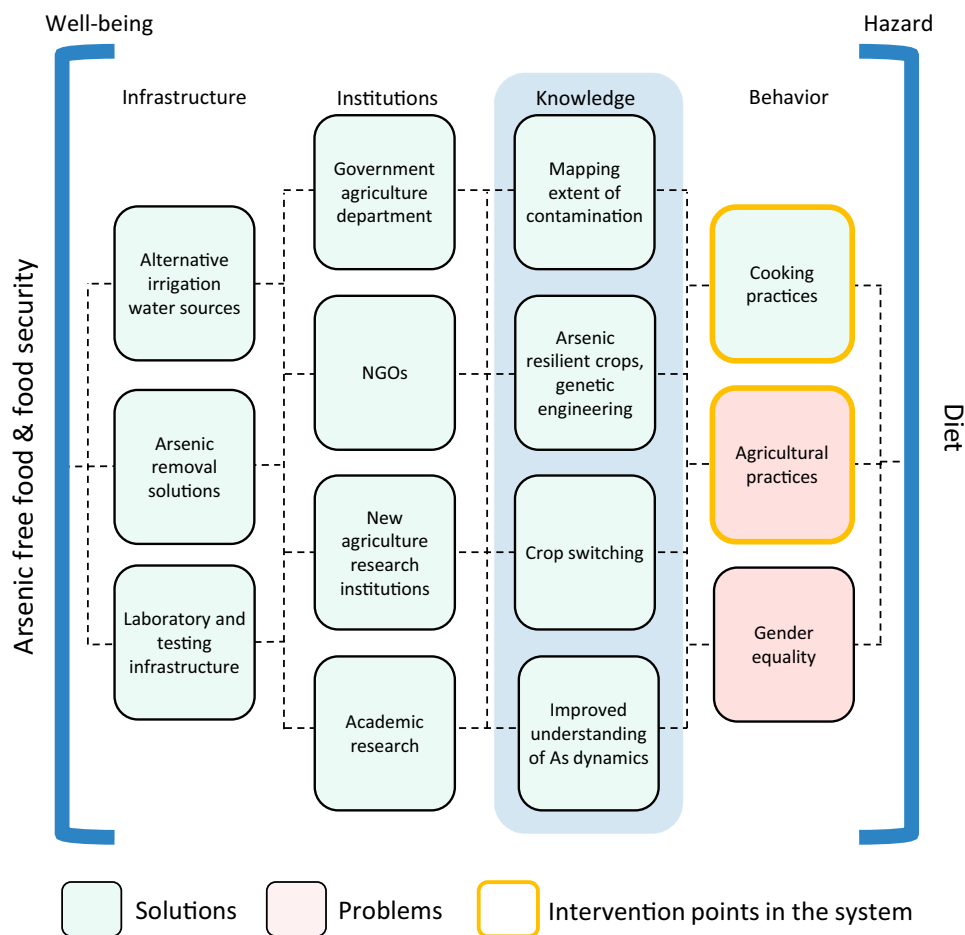 Well-being
Hazard
Infrastructure
Institutions
Knowledge
Behavior
Arsenic free food & food security
Alternative
irrigation
water sources
Arsenic
removal
solutions
Laboratory and
testing
infrastructure
Government
agriculture
department
NGOs
New
agriculture
research
institutions
Academic
research
Mapping
extent of
contamination
Arsenic
resilient crops,
genetic
engineering
Crop switching
Improved
understanding
of As dynamics
Cooking
practices
Agricultural
practices
Gender
equality
Diet
Solutions
Problems
Intervention points in the system